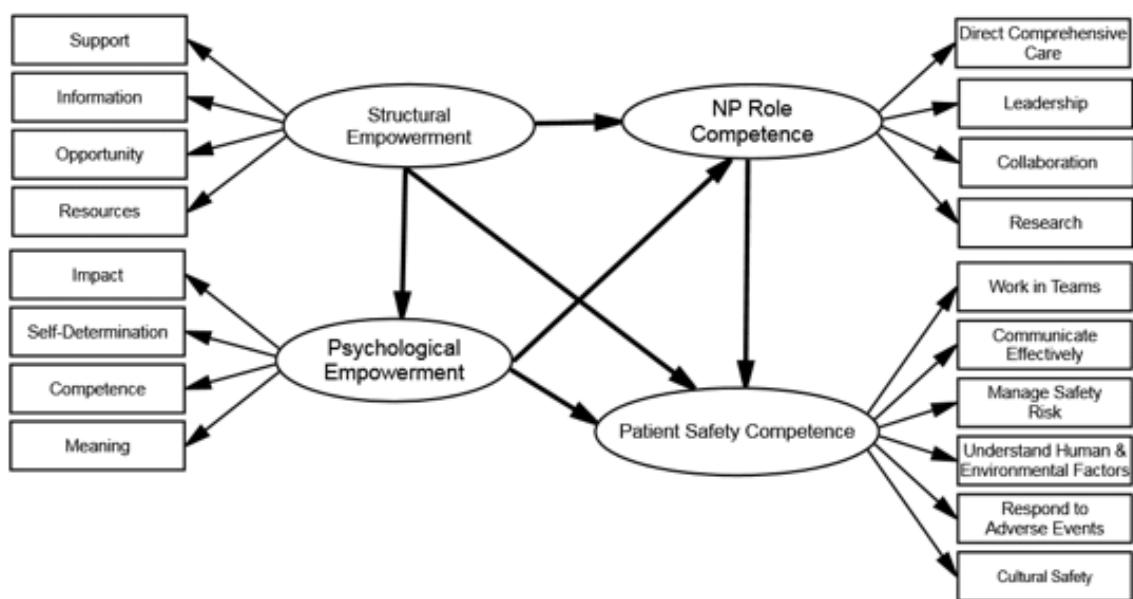 Support
Information
Opportunity
Resources
Impact
Self-Determination
Competence
Meaning
Structural
Empowerment
Psychological
Empowerment
NP Role
Competence
Patient Safety Competence
Direct Comprehensive
Care
Leadership
Collaboration
Research
Work in Teams
Communicate
Effectively
Manage Safety
Risk
Understand Human &
Environmental Factors
Respond to
Adverse Events
Cultural Safety